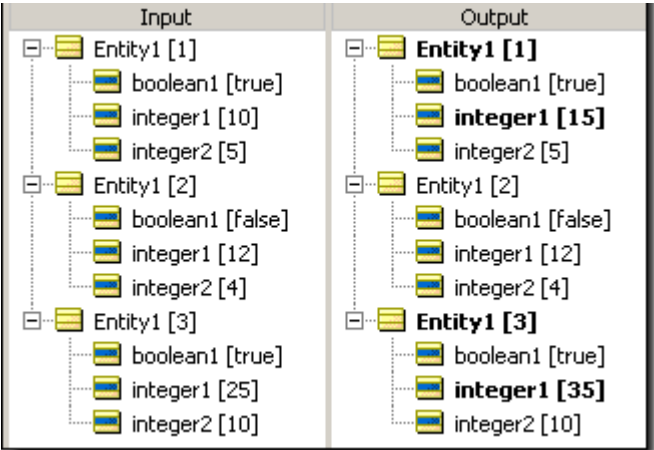 Input
Entity1 [1]
boolean1 [true]
integer1 [10]
integer2 [5]
Entity1 [2]
boolean1 [false]
integer1 [12]
integer2 [4]
Entity1 [3]
boolean1 [true]
integer1 [25]
integer2 [10]
Output
Entity1 [1]
boolean1 [true]
integer1 [15]
integer2 [5]
Entity1 [2]
boolean1 [false]
integer1 [12]
integer2 [4]
Entity1 [3]
boolean1 [true]
integer1 [35]
integer2 [10]